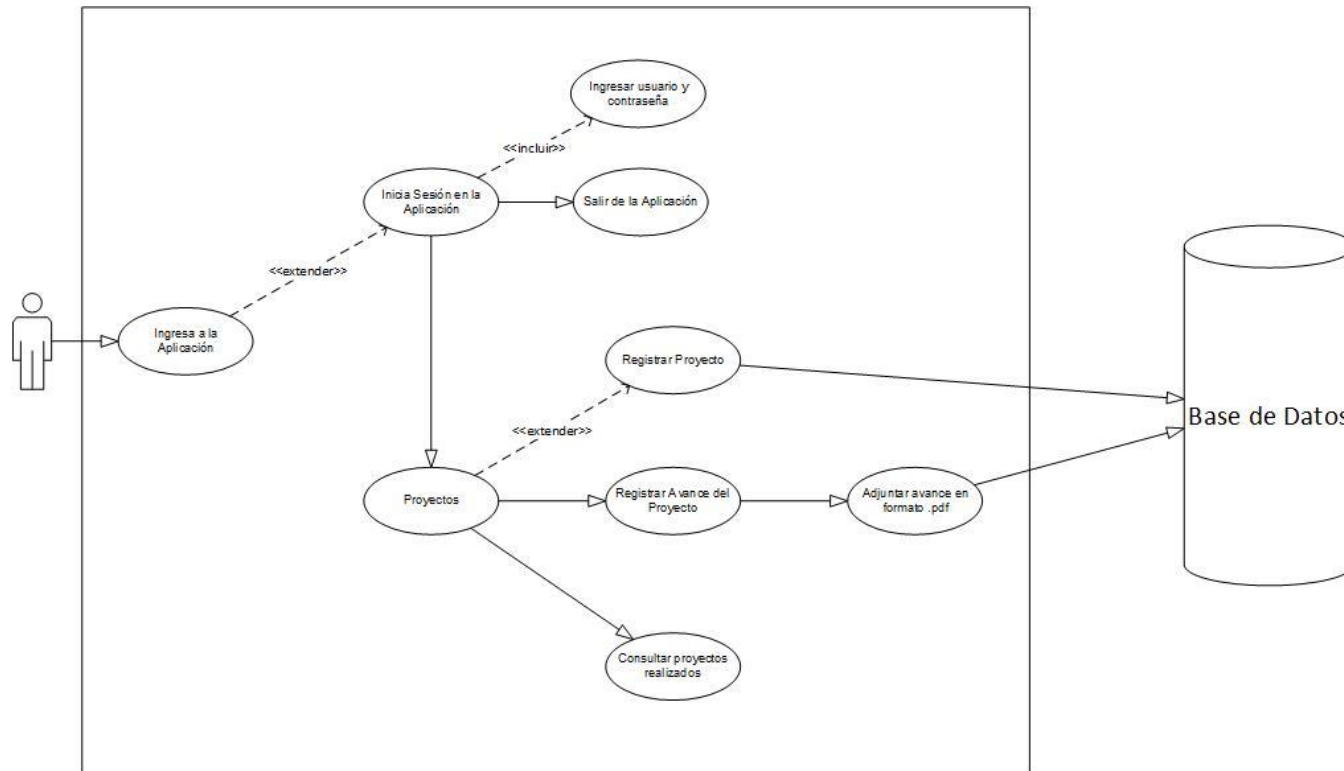 Ingresar usuario y
contraseña
<<incluir>>
Inicia Sesión en la
Aplicación
Salir de la Aplicación
<<extender>>
Ingresa a la
Aplicación
Registrar Proyecto
<<extender>>
Base de Datos
Proyectos
Registrar Avance del
Proyecto
Adjuntar avance en
formato .pdf
Consultar proyectos
realizados